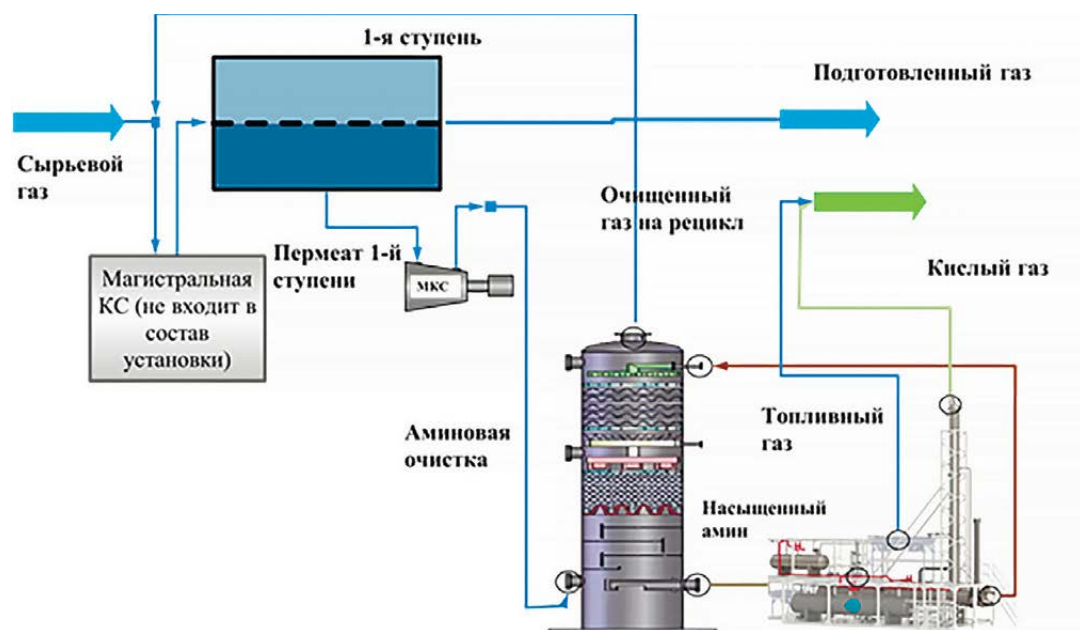 1-я ступень
Подготовленный газ
Сырьевой
газ
Очищенный
газ на рецикл
Пермеат 1-й
ступени
Кислый газ
МКС
Магистральная
КС (не входит в
состав
установки)
Аминовая
очистка
Топливный
газ
Насыщенный
амин